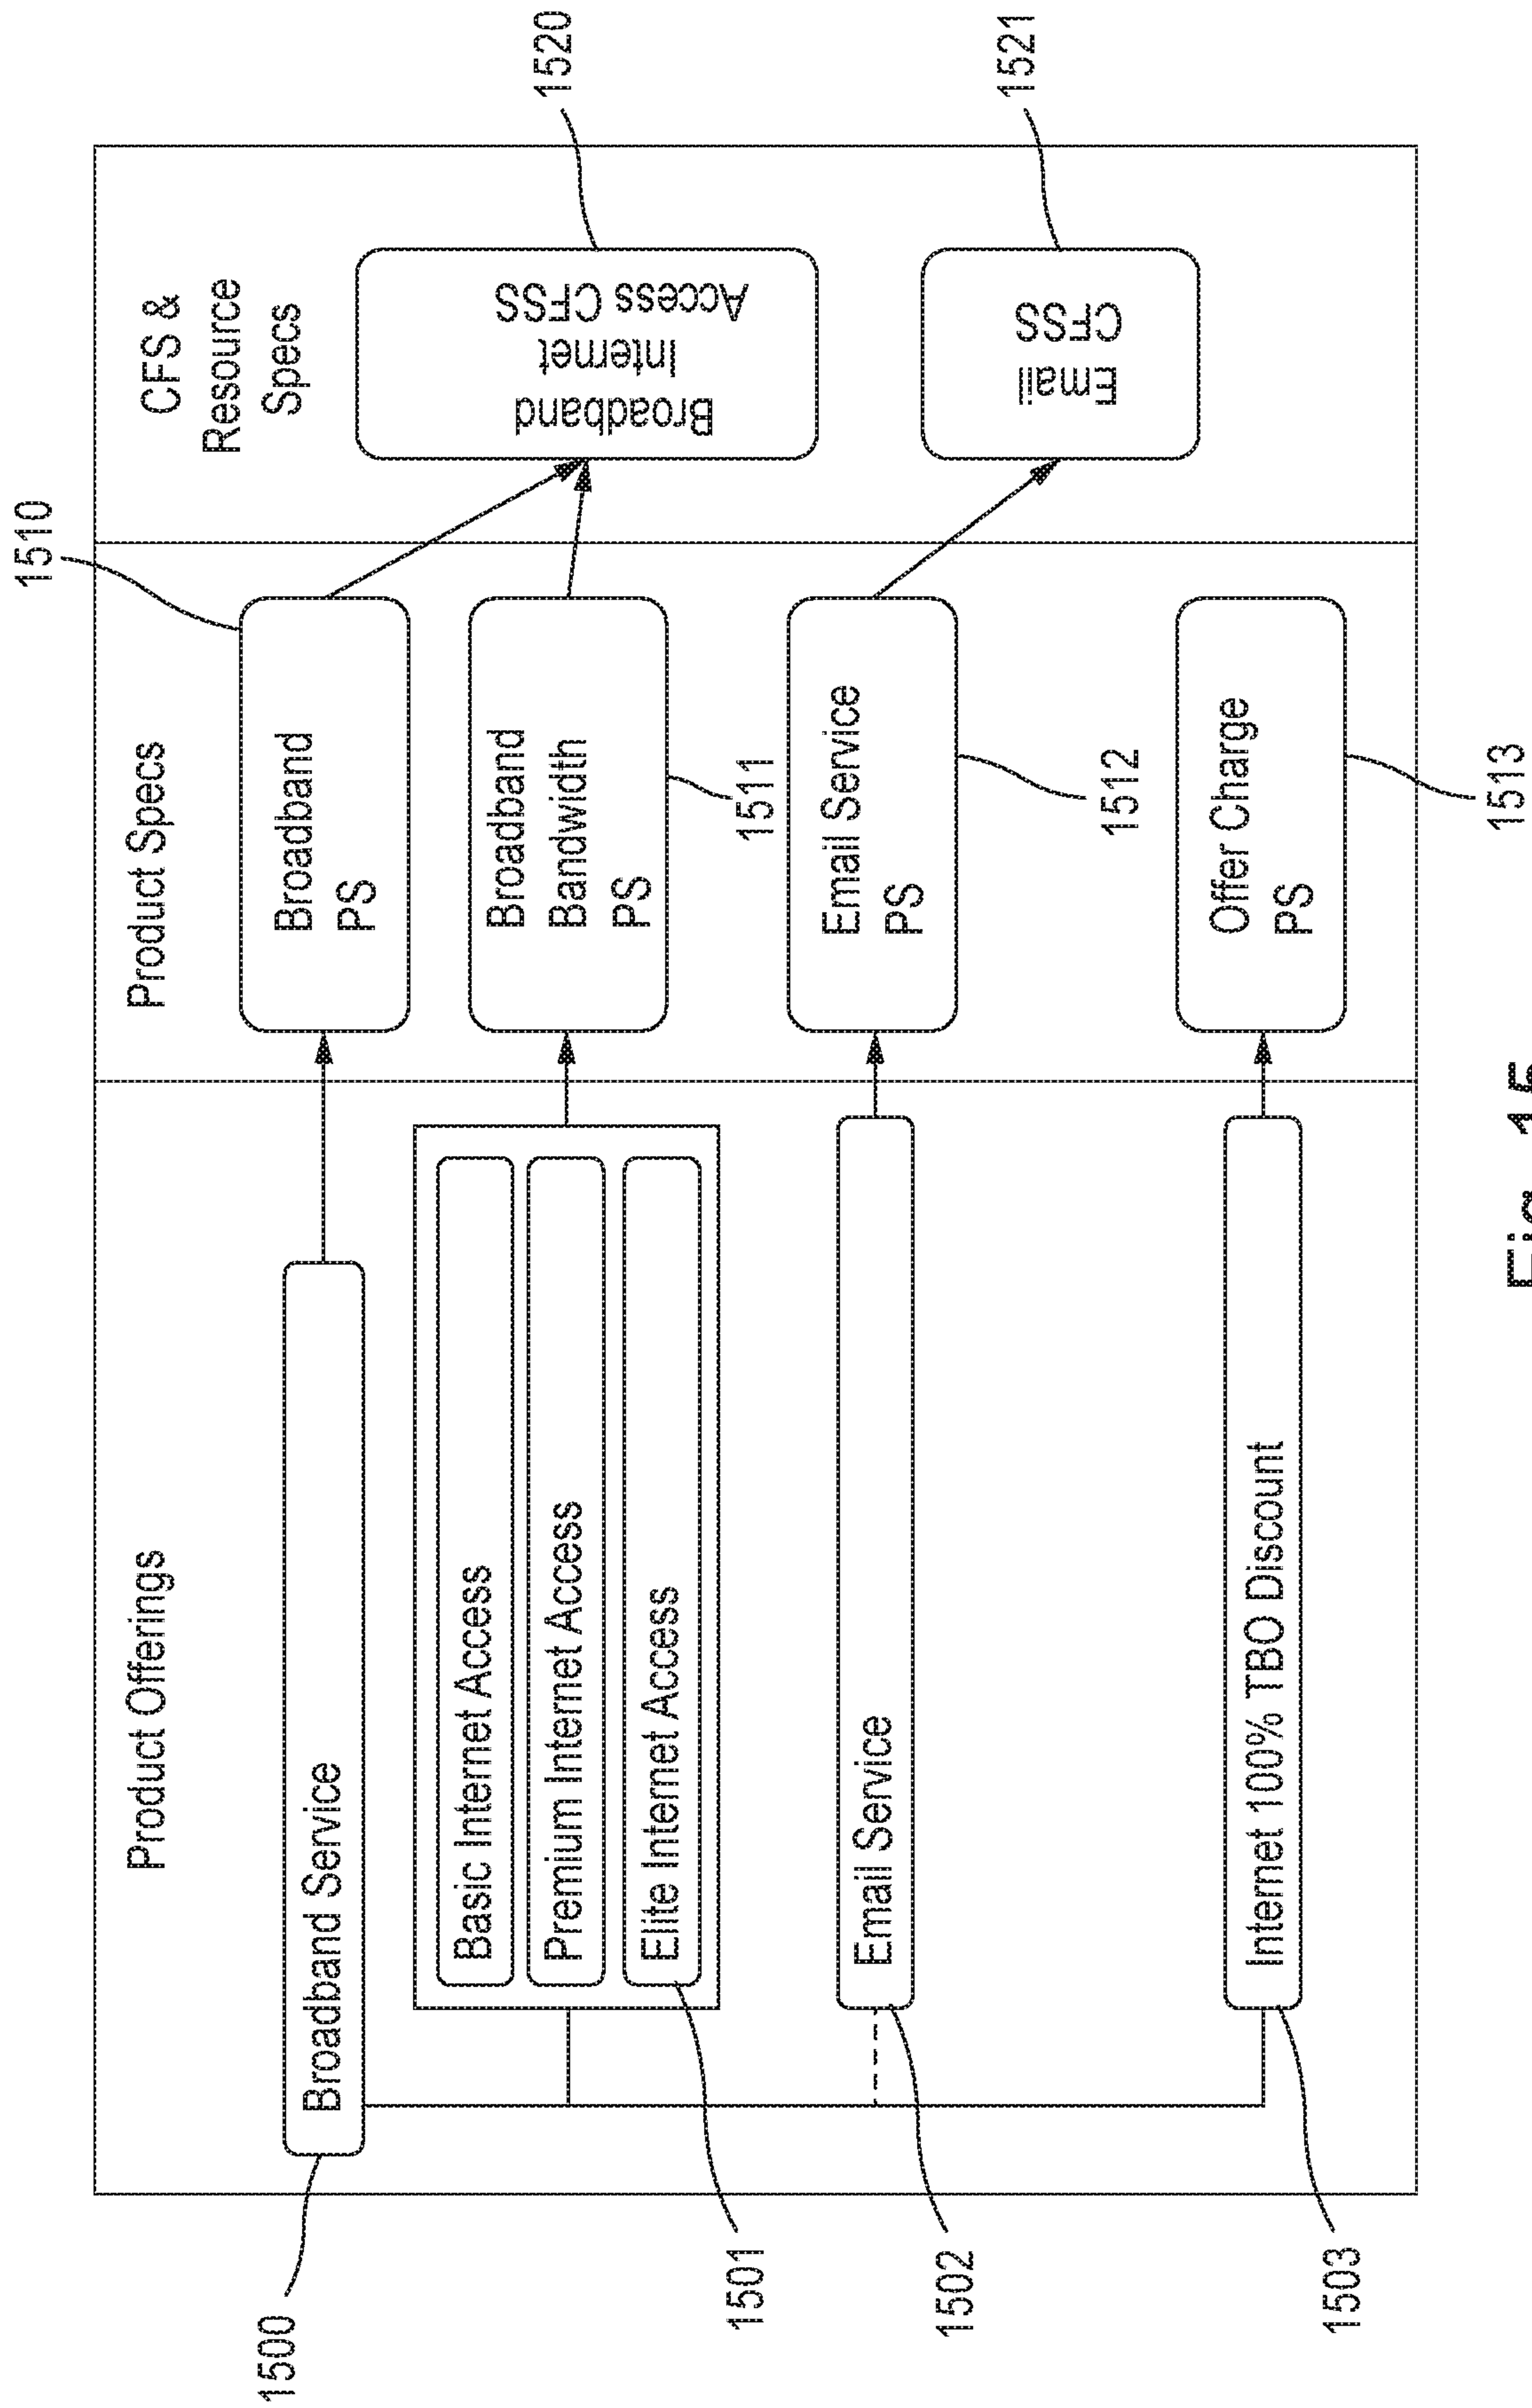 Product Offerings
Product Specs
CFS &
Resource
Specs
1500
Broadband Service
1510
Broadband
PS
Basic Internet Access
Premium Internet Access
Elite Internet Access
1501
Broadband
Bandwidth
PS
1511
Broadband
Internet
Access CFSS
1520
Email Service
1502
Email Service
PS
1512
Email
CFSS
1521
Internet 100% TBO Discount
1503
Offer Charge
PS
1513
Fig. 15